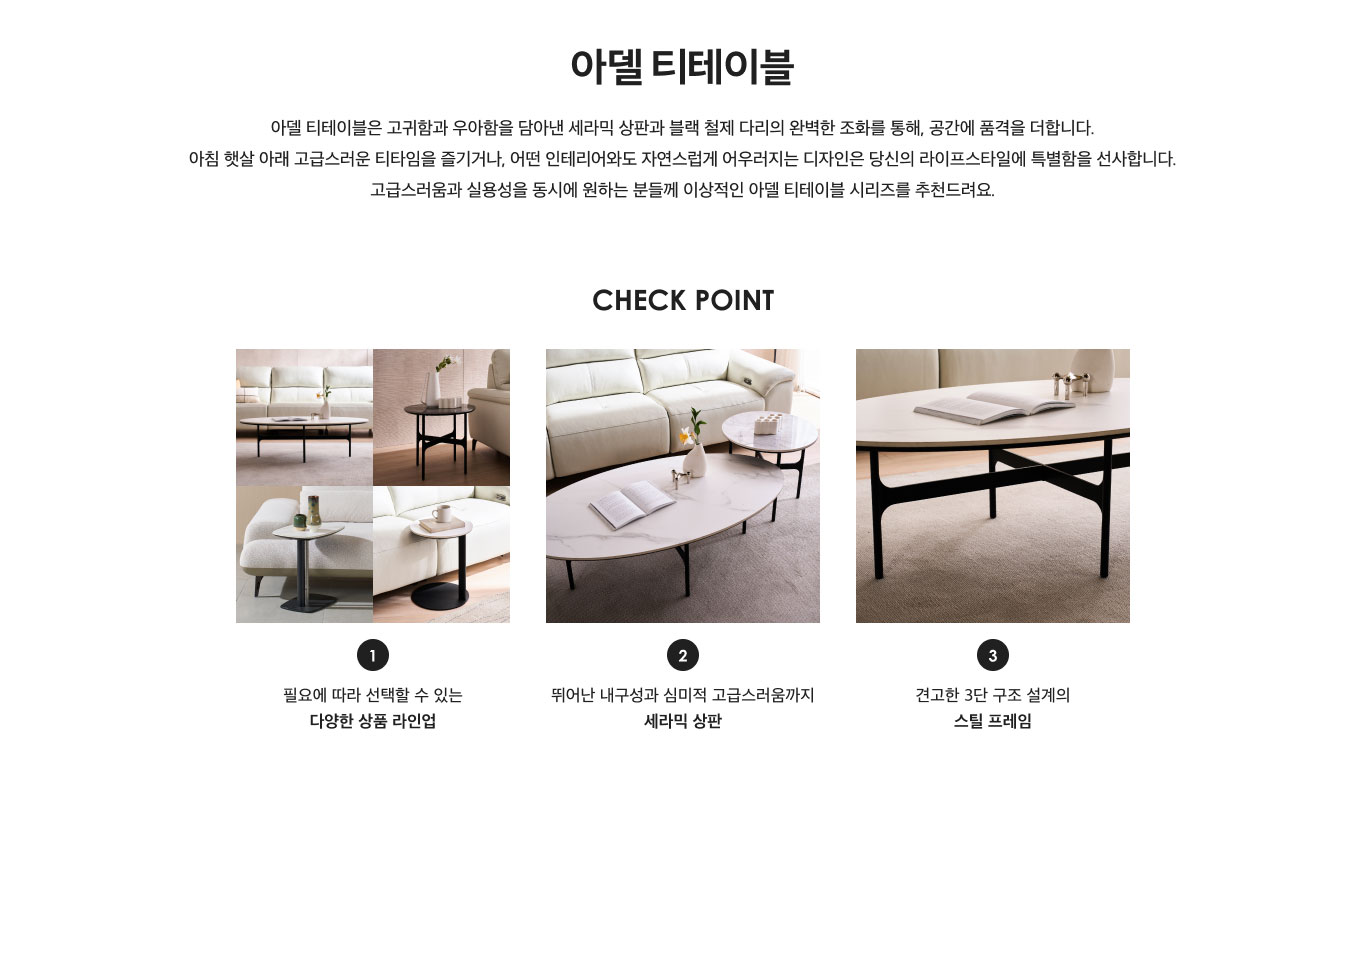 아델 티테이블
아델 티테이블은 고귀함과 우아함을 담아낸 세라믹 상판과 블랙 철제 다리의 완벽한 조화를 통해, 공간에 품격을 더합니다.
아침 햇살 아래 고급스러운 티타임을 즐기거나, 어떤 인테리어와도 자연스럽게 어우러지는 디자인은 당신의 라이프스타일에 특별함을 선사합니다.
고급스러움과 실용성을 동시에 원하는 분들께 이상적인 아델 티테이블 시리즈를 추천드려요.
CHECK POINT
1
필요에 따라 선택할 수 있는
다양한 상품 라인업
2
뛰어난 내구성과 심미적 고급스러움까지
세라믹 상판
3
견고한 3단 구조 설계의
스틸 프레임